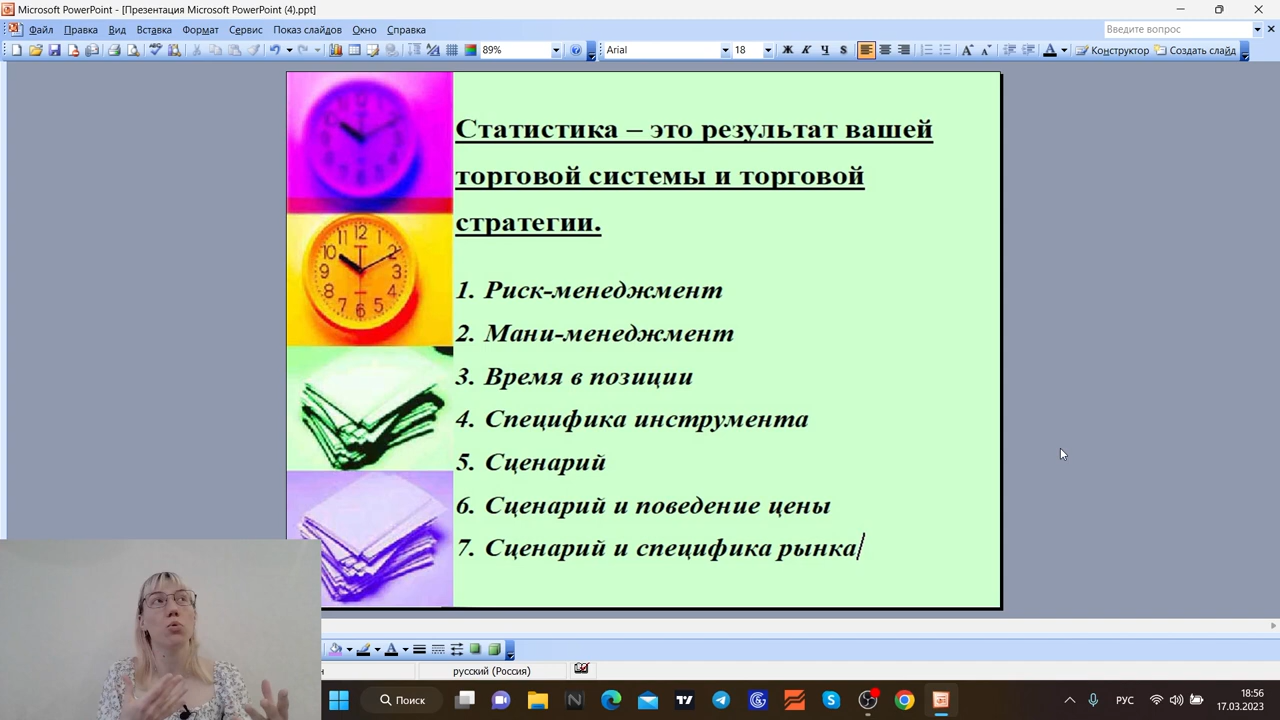 Microsoft PowerPoint - [Презентация Microsoft PowerPoint (4).ppt]
Файл Правка Вид Вставка Формат Сервис Показ слайдов Окно Справка
Введите вопрос
89%
Arial
18
Ж К Ч S
Конструктор
Создать слайд
Статистика – это результат вашей
торговой системы и торговой
стратегии.
1. Риск-менеджмент
2. Мани-менеджмент
3. Время в позиции
4. Специфика инструмента
5. Сценарий
6. Сценарий и поведение цены
7. Сценарий и специфика рынка
русский (Россия)
Поиск
РУС
18:56
17.03.2023